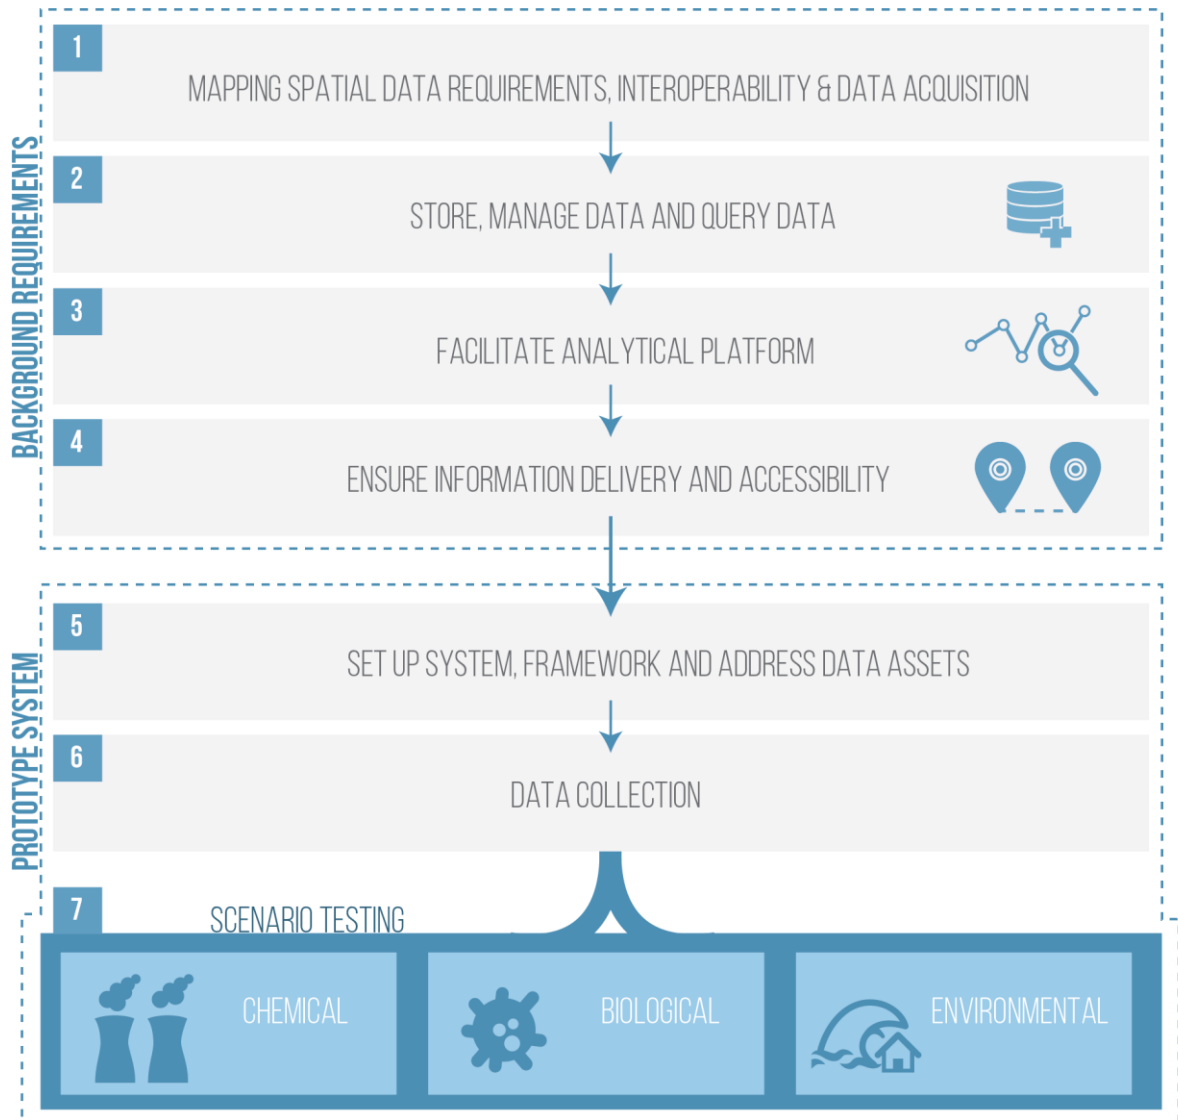 BACKGROUND REQUIREMENTS
1
MAPPING SPATIAL DATA REQUIREMENTS, INTEROPERABILITY & DATA ACQUISITION
2
STORE, MANAGE DATA AND QUERY DATA
3
FACILITATE ANALYTICAL PLATFORM
4
ENSURE INFORMATION DELIVERY AND ACCESSIBILITY
PROTOTYPE SYSTEM
5
SET UP SYSTEM, FRAMEWORK AND ADDRESS DATA ASSETS
6
DATA COLLECTION
7
SCENARIO TESTING
CHEMICAL
BIOLOGICAL
ENVIRONMENTAL